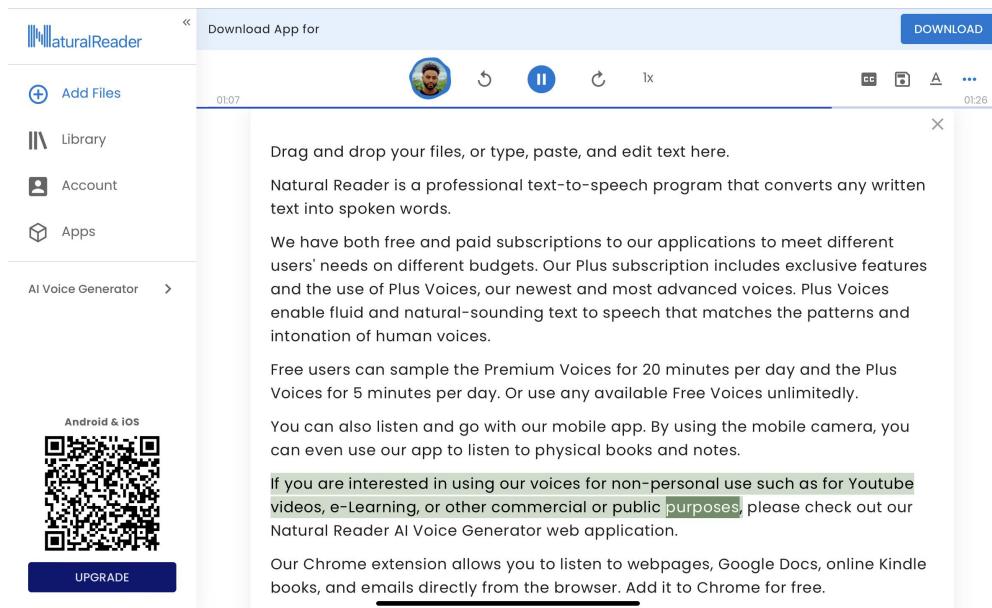 «
NaturalReader
Download App for
DOWNLOAD
Add Files
Library
Account
Apps
AI Voice Generator
Android & iOS
UPGRADE
1x
CC
A
01:07
01:26
Drag and drop your files, or type, paste, and edit text here.
Natural Reader is a professional text-to-speech program that converts any written
text into spoken words.
We have both free and paid subscriptions to our applications to meet different
users' needs on different budgets. Our Plus subscription includes exclusive features
and the use of Plus Voices, our newest and most advanced voices. Plus Voices
enable fluid and natural-sounding text to speech that matches the patterns and
intonation of human voices.
Free users can sample the Premium Voices for 20 minutes per day and the Plus
Voices for 5 minutes per day. Or use any available Free Voices unlimitedly.
You can also listen and go with our mobile app. By using the mobile camera, you
can even use our app to listen to physical books and notes.
If you are interested in using our voices for non-personal use such as for Youtube
videos, e-Learning, or other commercial or public purposes, please check out our
Natural Reader AI Voice Generator web application.
Our Chrome extension allows you to listen to webpages, Google Docs, online Kindle
books, and emails directly from the browser. Add it to Chrome for free.